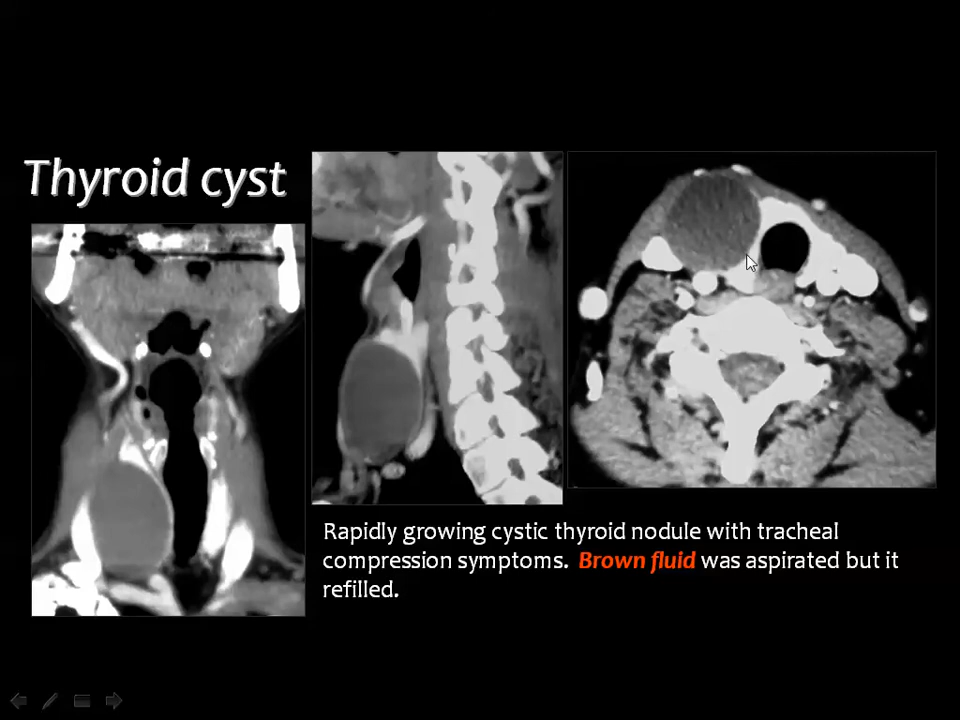 Thyroid cyst
Rapidly growing cystic thyroid nodule with tracheal
compression symptoms. Brown fluid was aspirated but it
refilled.